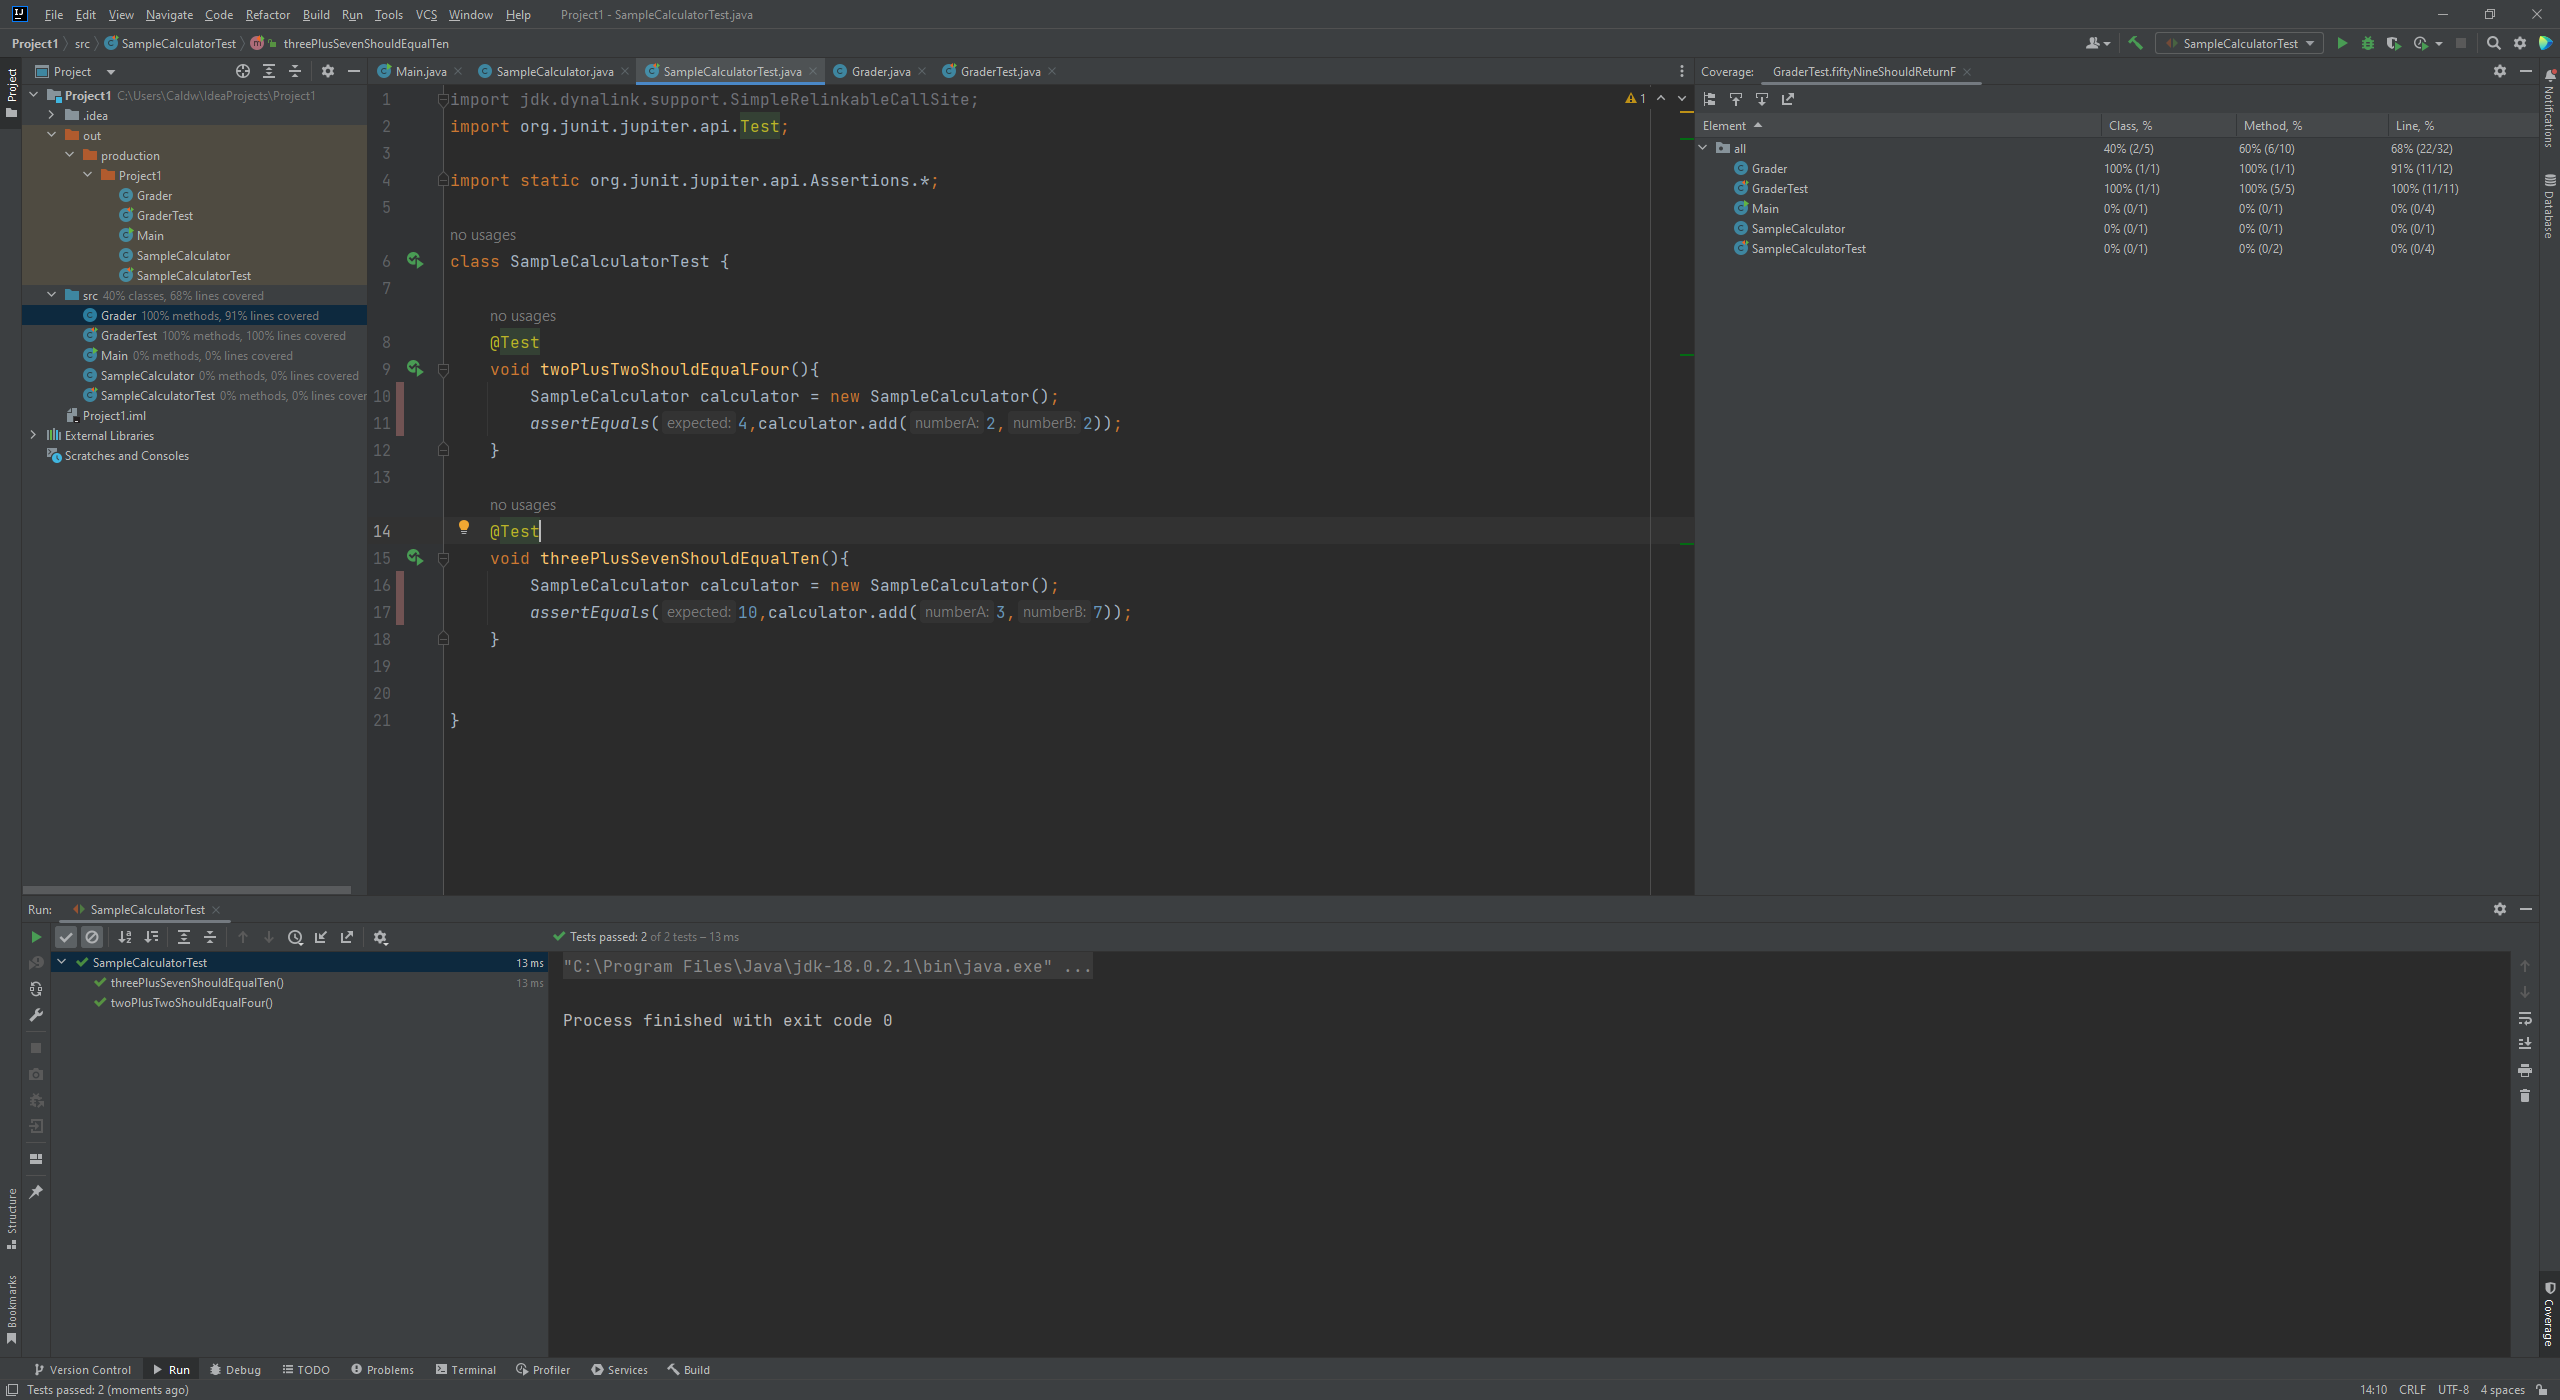 File Edit View Navigate Code Refactor Build Run Tools VCS Window Help Project1 - SampleCalculatorTest.java
Project1 src SampleCalculatorTest threePlusSevenShouldEqualTen
SampleCalculatorTest
Project
Main.java SampleCalculator.java SampleCalculatorTest.java Grader.java GraderTest.java
Project
Project1 C:\Users\Caldw\IdeaProjects\Project1
.idea
out
production
Project1
Grader
GraderTest
Main
SampleCalculator
SampleCalculatorTest
src 40% classes, 68% lines covered
Grader 100% methods, 91% lines covered
GraderTest 100% methods, 100% lines covered
Main 0% methods, 0% lines covered
SampleCalculator 0% methods, 0% lines covered
SampleCalculatorTest 0% methods, 0% lines cover
Project1.iml
External Libraries
Scratches and Consoles
1 import jdk.dynalink.support.SimpleRelinkableCallSite;
1
2 import org.junit.jupiter.api.Test;
3
4 import static org.junit.jupiter.api.Assertions.*;
5
no usages
6 class SampleCalculatorTest {
7
no usages
8 @Test
9 void twoPlusTwoShouldEqualFour(){
10 SampleCalculator calculator = new SampleCalculator();
11 assertEquals( expected: 4,calculator.add( numberA: 2, numberB: 2));
12 }
13
no usages
14 @Test
15 void threePlusSevenShouldEqualTen(){
16 SampleCalculator calculator = new SampleCalculator();
17 assertEquals( expected: 10,calculator.add( numberA: 3, numberB: 7));
18 }
19
20
21 }
Coverage: GraderTest.fiftyNineShouldReturnF
Element Class, % Method, % Line, %
all 40% (2/5) 60% (6/10) 68% (22/32)
Grader 100% (1/1) 100% (1/1) 91% (11/12)
GraderTest 100% (1/1) 100% (5/5) 100% (11/11)
Main 0% (0/1) 0% (0/1) 0% (0/4)
SampleCalculator 0% (0/1) 0% (0/1) 0% (0/1)
SampleCalculatorTest 0% (0/1) 0% (0/2) 0% (0/4)
Notifications
Database
Run: SampleCalculatorTest
Tests passed: 2 of 2 tests – 13 ms
SampleCalculatorTest 13 ms
threePlusSevenShouldEqualTen() 13 ms
twoPlusTwoShouldEqualFour()
"C:\Program Files\Java\jdk-18.0.2.1\bin\java.exe" ...
Process finished with exit code 0
Structure
Bookmarks
Coverage
Version Control Run Debug TODO Problems Terminal Profiler Services Build
Tests passed: 2 (moments ago) 14:10 CRLF UTF-8 4 spaces